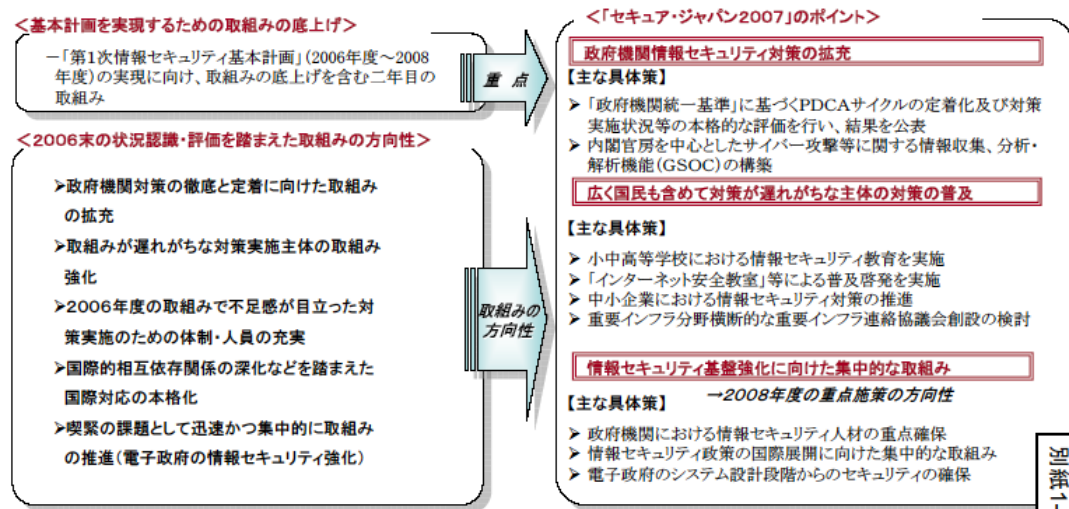 ＜基本計画を実現するための取組みの底上げ＞
－「第1次情報セキュリティ基本計画」(2006年度～2008
年度)の実現に向け、取組みの底上げを含む二年目の
取組み
重 点
＜2006末の状況認識・評価を踏まえた取組みの方向性＞
➢政府機関対策の徹底と定着に向けた取組み
の拡充
➢取組みが遅れがちな対策実施主体の取組み
強化
➢2006年度の取組みで不足感が目立った対
策実施のための体制・人員の充実
➢国際的相互依存関係の深化などを踏まえた
国際対応の本格化
➢喫緊の課題として迅速かつ集中的に取組み
の推進(電子政府の情報セキュリティ強化)
取組みの
方向性
＜「セキュア・ジャパン2007」のポイント＞
政府機関情報セキュリティ対策の拡充
【主な具体策】
➢ 「政府機関統一基準」に基づくPDCAサイクルの定着化及び対策
実施状況等の本格的な評価を行い、結果を公表
➢ 内閣官房を中心としたサイバー攻撃等に関する情報収集、分析・
解析機能(GSOC)の構築
広く国民も含めて対策が遅れがちな主体の対策の普及
【主な具体策】
➢ 小中高等学校における情報セキュリティ教育を実施
➢ 「インターネット安全教室」等による普及啓発を実施
➢ 中小企業における情報セキュリティ対策の推進
➢ 重要インフラ分野横断的な重要インフラ連絡協議会創設の検討
情報セキュリティ基盤強化に向けた集中的な取組み
→2008年度の重点施策の方向性
【主な具体策】
➢ 政府機関における情報セキュリティ人材の重点確保
➢ 情報セキュリティ政策の国際展開に向けた集中的な取組み
➢ 電子政府のシステム設計段階からのセキュリティの確保
別紙1-